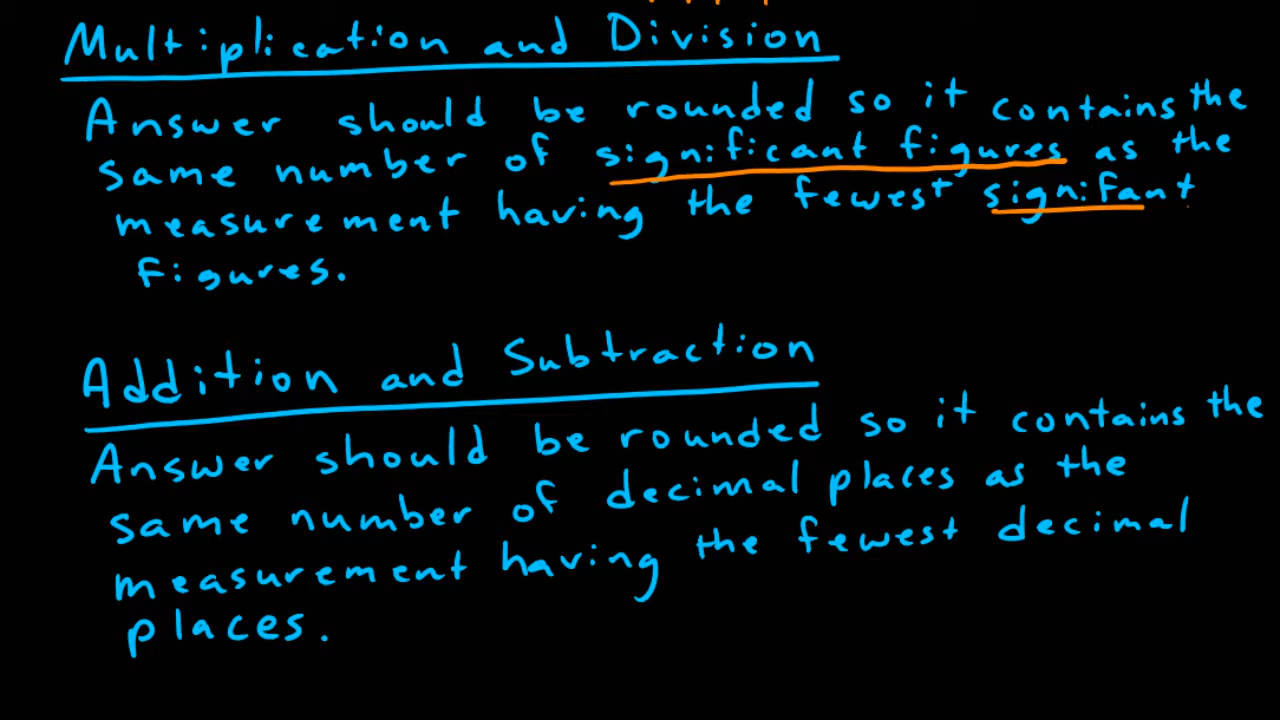 Multiplication and Division
Answer should be rounded so it contains the
same number of significant figures as the
measurement having the fewest signifant
figures.
Addition and Subtraction
Answer should be rounded so it contains the
same number of decimal places as the
measurement having the fewest decimal
places.